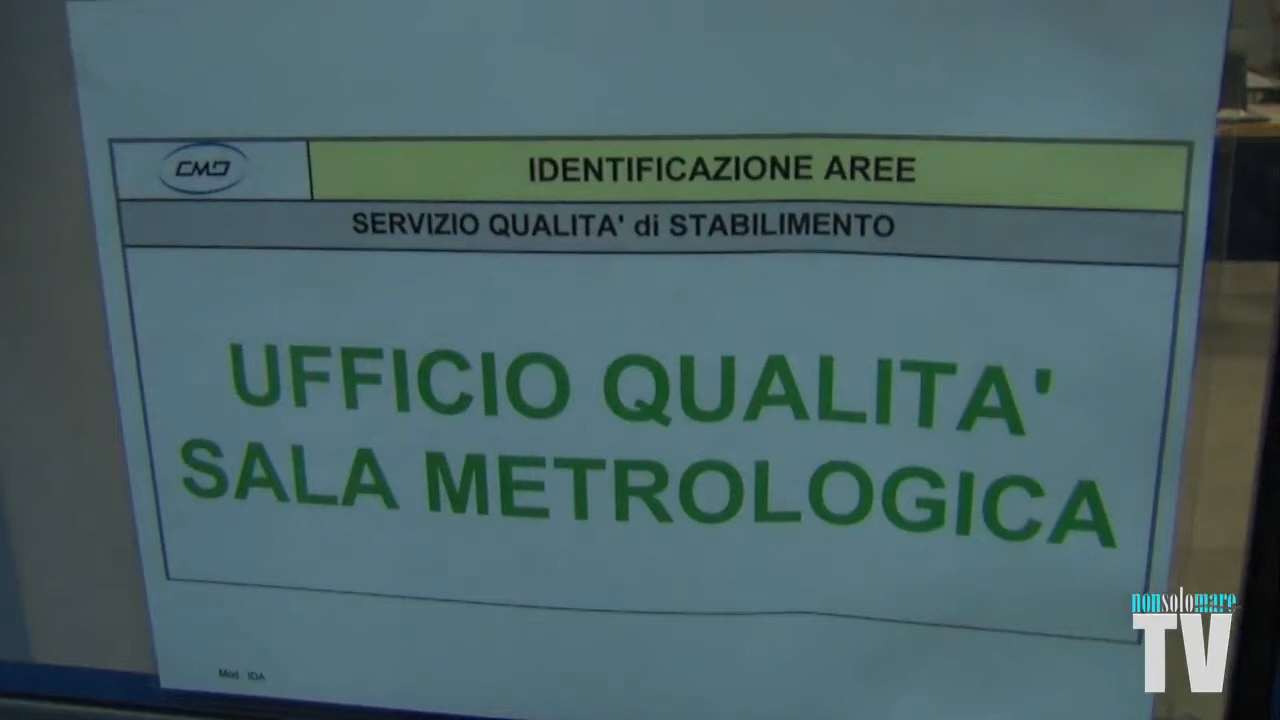 CMD
IDENTIFICAZIONE AREE
SERVIZIO QUALITA' di STABILIMENTO
UFFICIO QUALITA'
SALA METROLOGICA
Mod. IDA
nonsolomare
TV